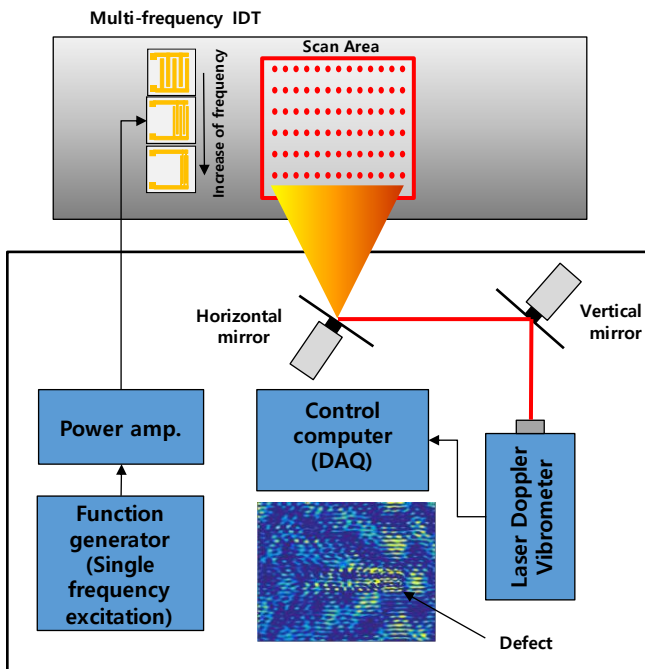 Multi-frequency IDT
Scan Area
Increase of frequency
Horizontal
mirror
Vertical
mirror
Power amp.
Control
computer
(DAQ)
Function
generator
(Single
frequency
excitation)
Laser Doppler
Vibrometer
Defect